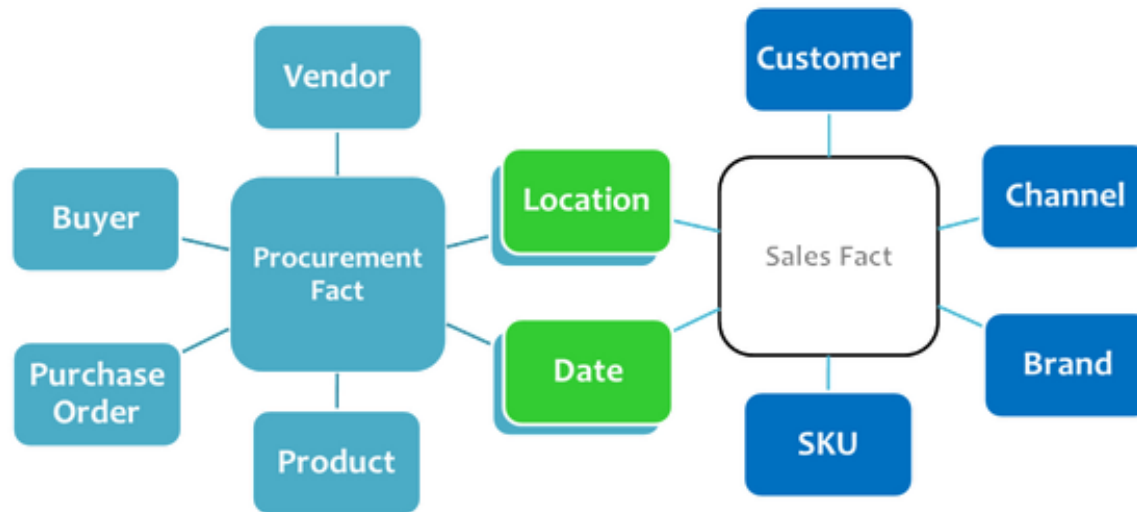 Vendor
Customer
Buyer
Location
Channel
Procurement
Fact
Sales Fact
Purchase
Order
Date
Brand
Product
SKU